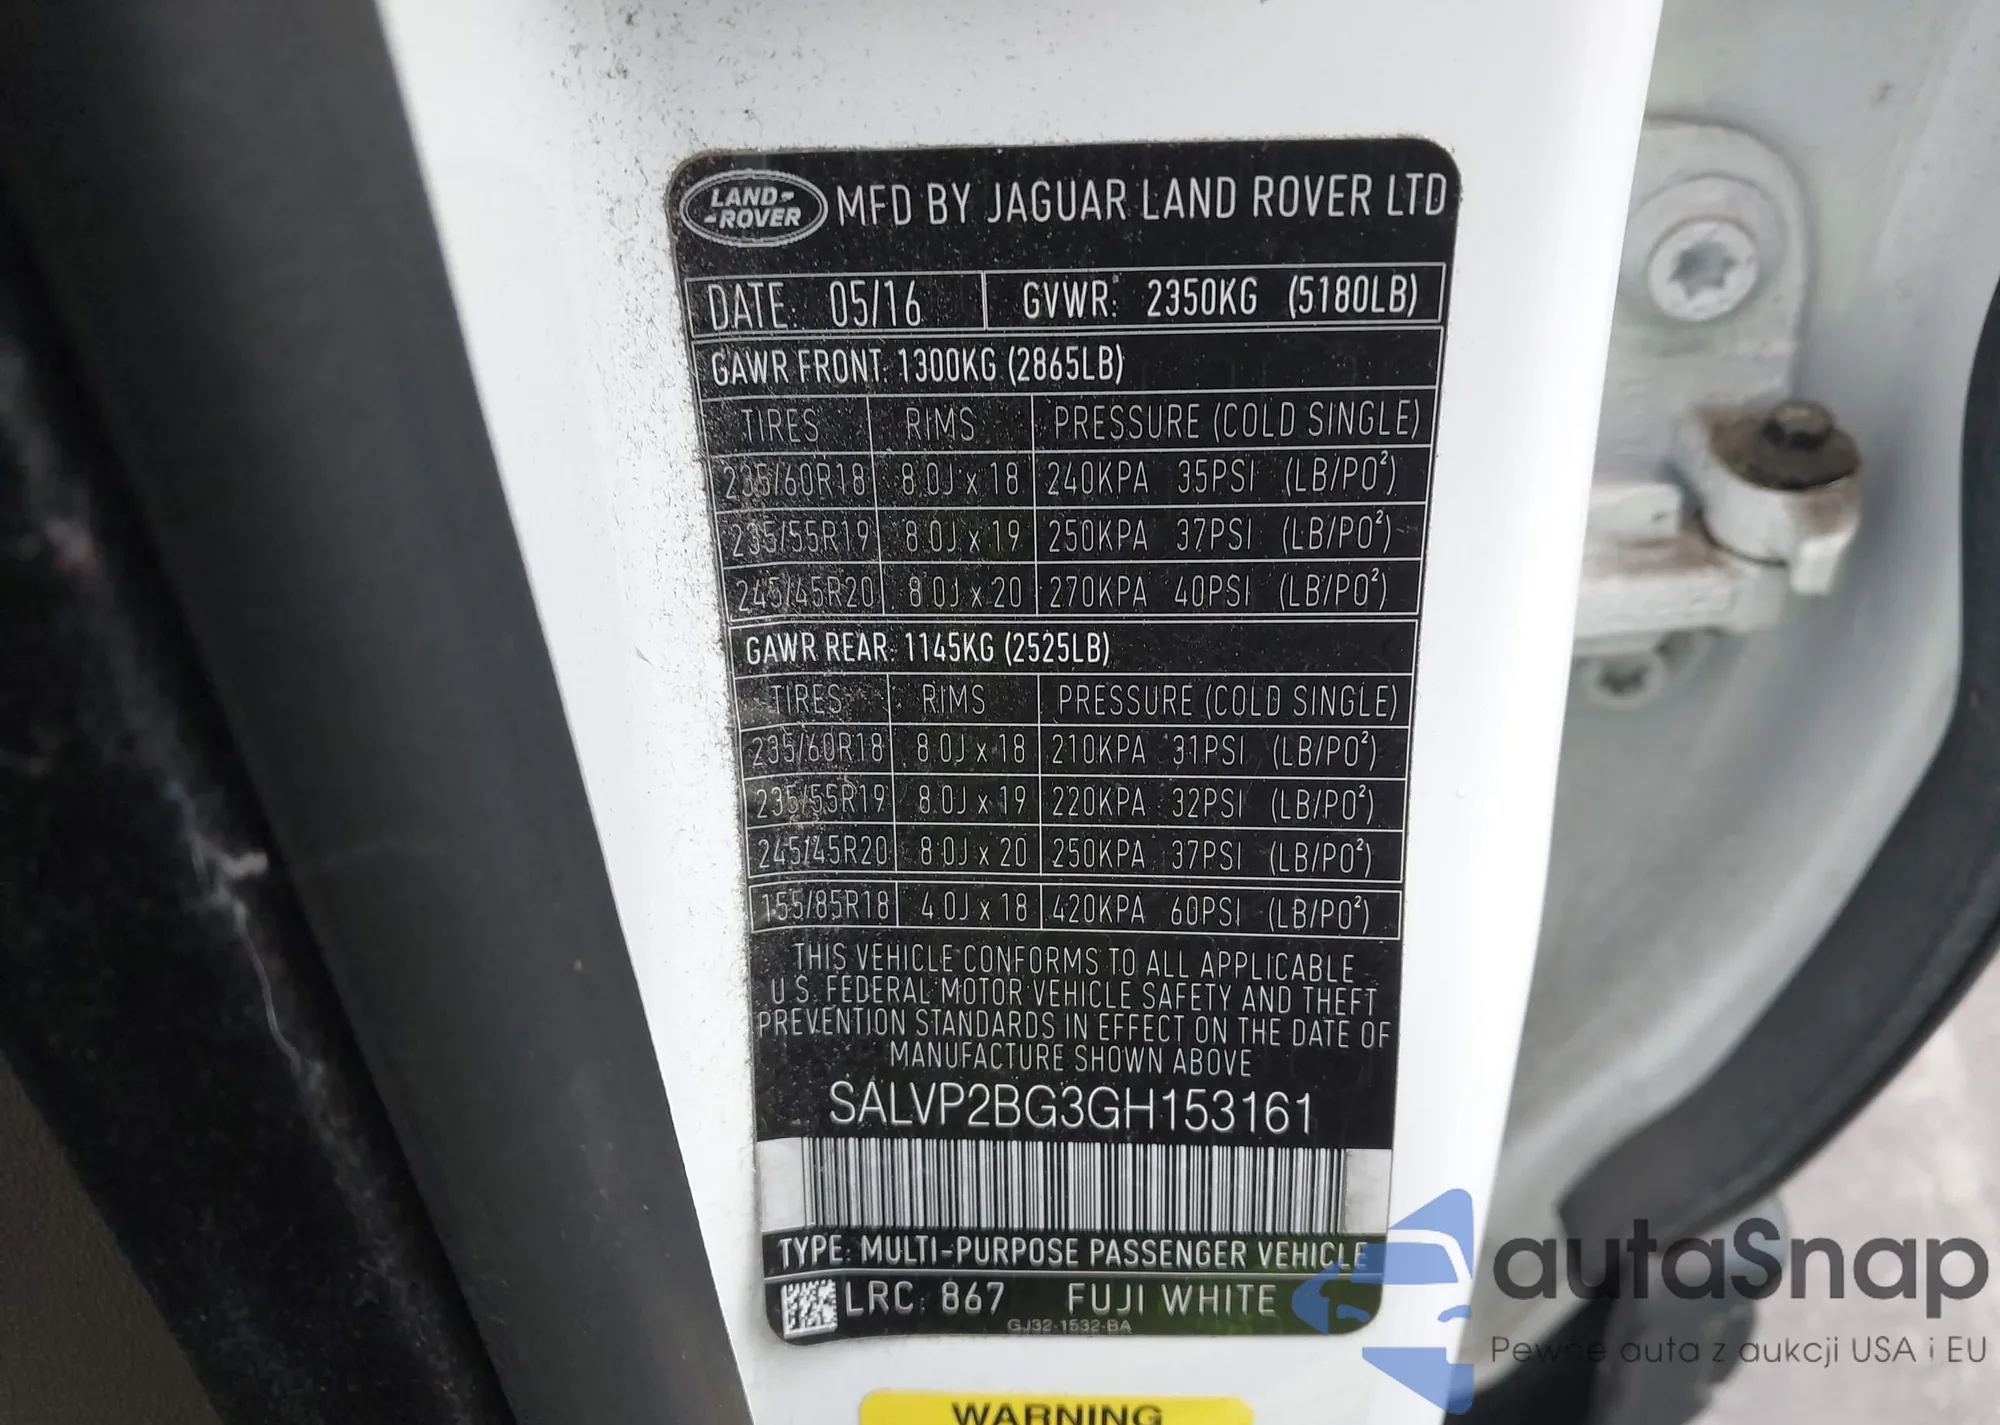 LAND-
-ROVER
MFD BY JAGUAR LAND ROVER LTD
DATE: 05/16 GVWR: 2350KG (5180LB)
GAWR FRONT: 1300KG (2865LB)
TIRES RIMS PRESSURE (COLD SINGLE)
235/60R18 8.0J x 18 240KPA 35PSI (LB/PO²)
235/55R19 8.0J x 19 250KPA 37PSI (LB/PO²)
245/45R20 8.0J x 20 270KPA 40PSI (LB/PO²)
GAWR REAR: 1145KG (2525LB)
TIRES RIMS PRESSURE (COLD SINGLE)
235/60R18 8.0J x 18 210KPA 31PSI (LB/PO²)
235/55R19 8.0J x 19 220KPA 32PSI (LB/PO²)
245/45R20 8.0J x 20 250KPA 37PSI (LB/PO²)
155/85R18 4.0J x 18 420KPA 60PSI (LB/PO²)
THIS VEHICLE CONFORMS TO ALL APPLICABLE
U.S. FEDERAL MOTOR VEHICLE SAFETY AND THEFT
PREVENTION STANDARDS IN EFFECT ON THE DATE OF
MANUFACTURE SHOWN ABOVE
SALVP2BG3GH153161
TYPE: MULTI-PURPOSE PASSENGER VEHICLE
LRC: 867 FUJI WHITE
GJ32-1532-BA
WARNING
autoSnap
Pewne auta z aukcji USA i EU